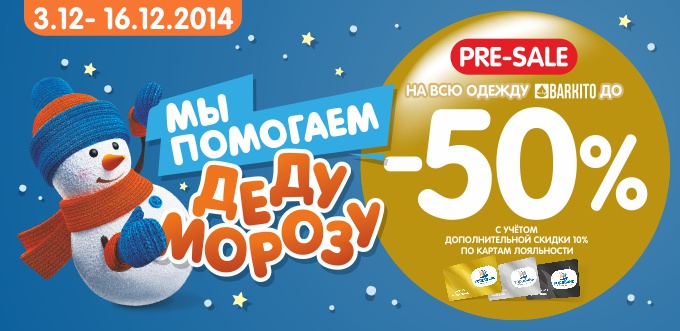 3.12- 16.12.2014
МЫ
ПОМОГАЕМ
ДЕДУ
МОРОЗУ
PRE-SALE
НА ВСЮ ОДЕЖДУ BARKITO ДО
-50%
С УЧЁТОМ
ДОПОЛНИТЕЛЬНОЙ СКИДКИ 10%
ПО КАРТАМ ЛОЯЛЬНОСТИ